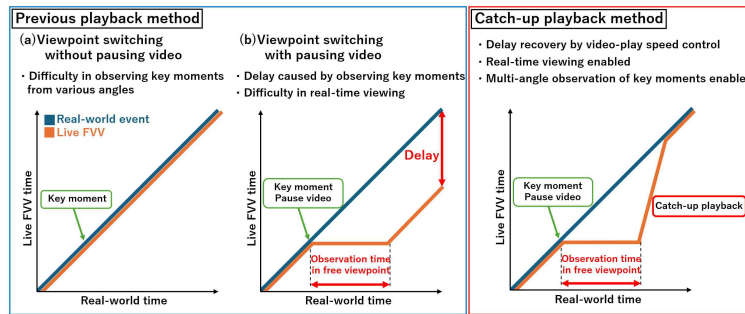 Previous playback method
(a)Viewpoint switching
without pausing video
・Difficulty in observing key moments
from various angles
Real-world event
Live FVV
Key moment
Live FVV time
Real-world time
(b)Viewpoint switching
with pausing video
・Delay caused by observing key moments
・Difficulty in real-time viewing
Delay
Key moment
Pause video
Observation time
in free viewpoint
Live FVV time
Real-world time
Catch-up playback method
・Delay recovery by video-play speed control
・Real-time viewing enabled
・Multi-angle observation of key moments enable
Key moment
Pause video
Catch-up playback
Observation time
in free viewpoint
Live FVV time
Real-world time